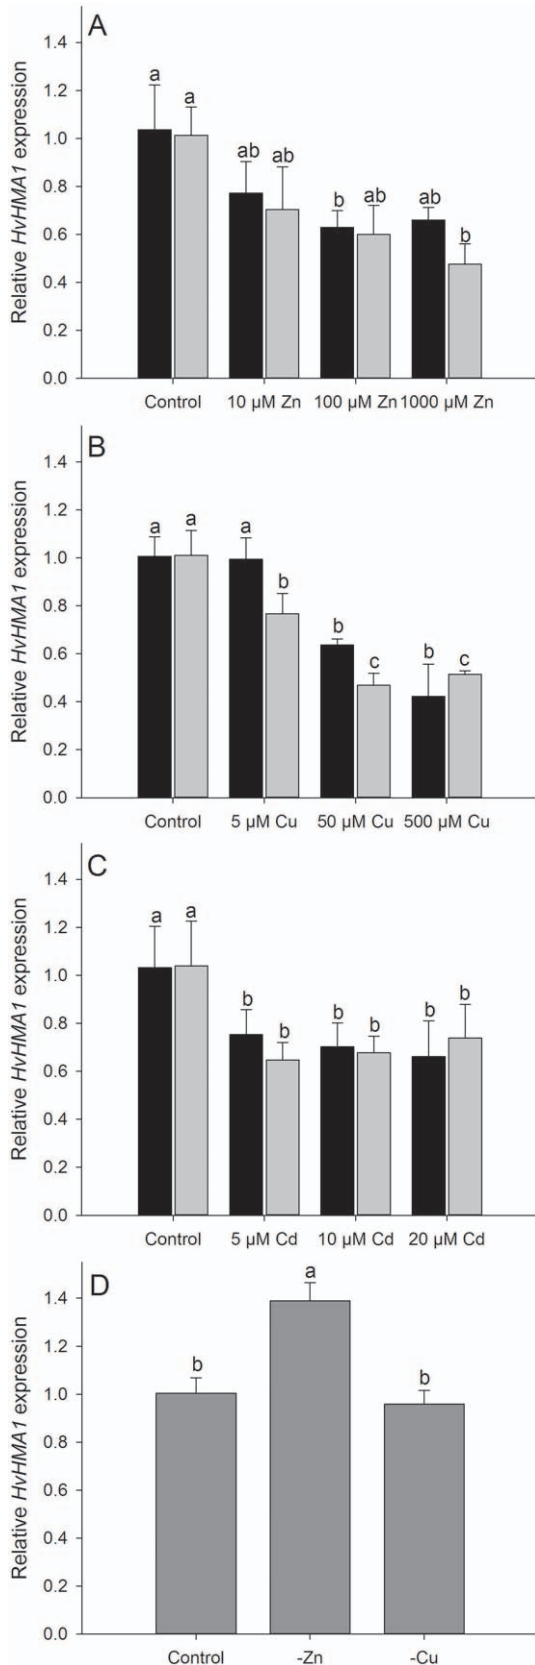 A
Relative HvHMA1 expression
1.4
1.2
1.0
0.8
0.6
0.4
0.2
0.0
a
a
ab
ab
b
ab
ab
b
Control
10 µM Zn
100 µM Zn
1000 µM Zn
B
Relative HvHMA1 expression
1.4
1.2
1.0
0.8
0.6
0.4
0.2
0.0
a
a
a
b
b
c
b
c
Control
5 µM Cu
50 µM Cu
500 µM Cu
C
Relative HvHMA1 expression
1.4
1.2
1.0
0.8
0.6
0.4
0.2
0.0
a
a
b
b
b
b
b
b
Control
5 µM Cd
10 µM Cd
20 µM Cd
D
Relative HvHMA1 expression
1.4
1.2
1.0
0.8
0.6
0.4
0.2
0.0
b
a
b
Control
-Zn
-Cu